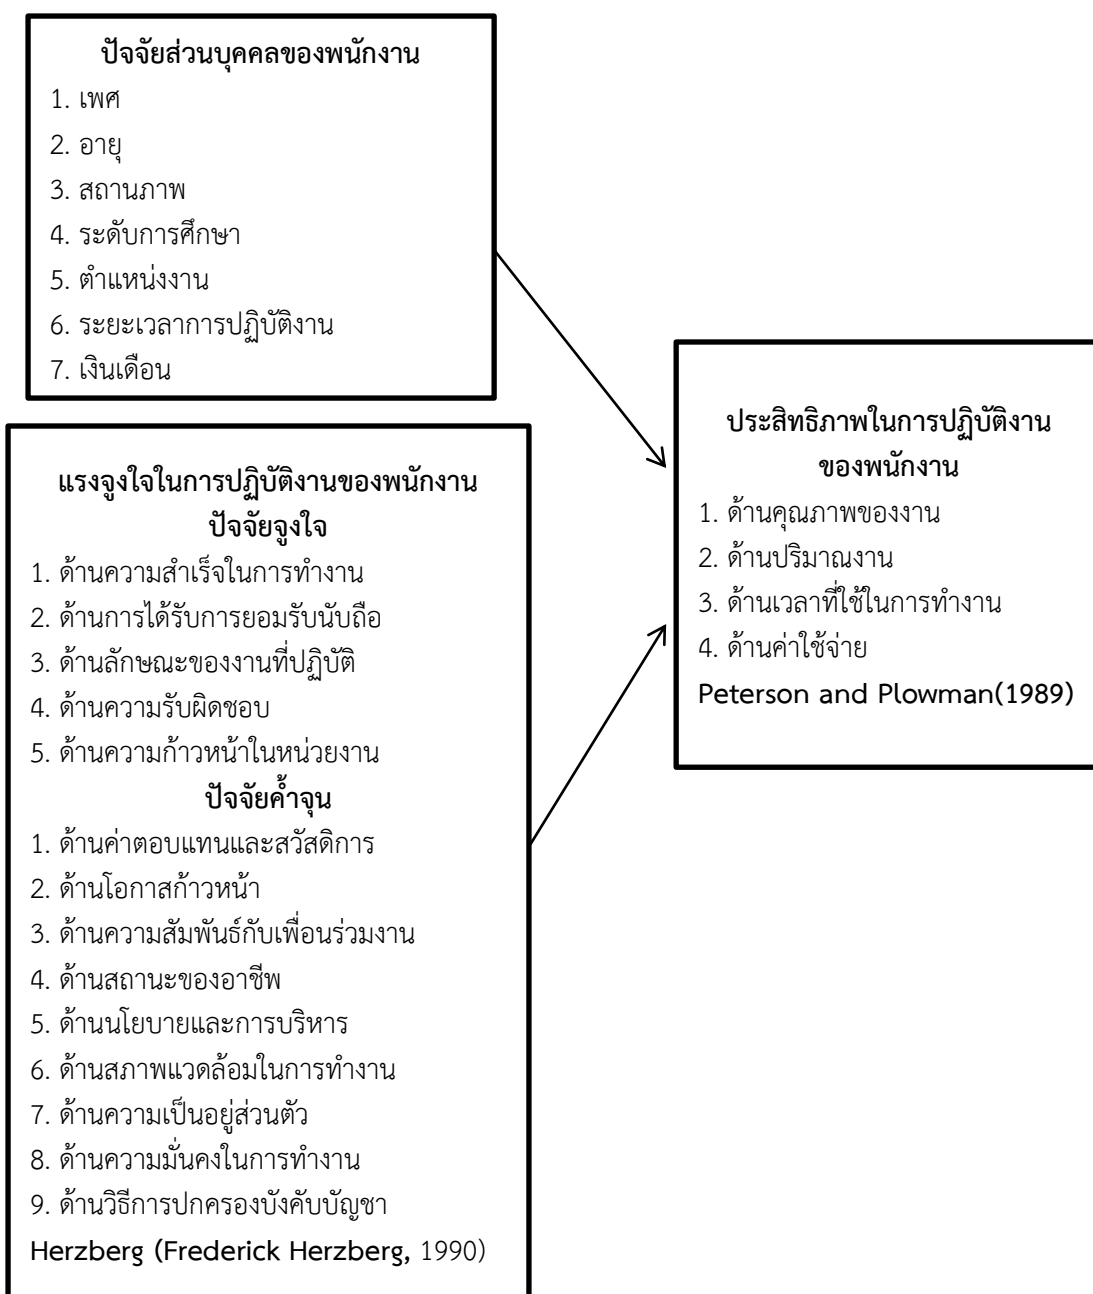 ปัจจัยส่วนบุคคลของพนักงาน
1. เพศ
2. อายุ
3. สถานภาพ
4. ระดับการศึกษา
5. ตำแหน่งงาน
6. ระยะเวลาการปฏิบัติงาน
7. เงินเดือน
แรงจูงใจในการปฏิบัติงานของพนักงาน
ปัจจัยจูงใจ
1. ด้านความสำเร็จในการทำงาน
2. ด้านการได้รับการยอมรับนับถือ
3. ด้านลักษณะของงานที่ปฏิบัติ
4. ด้านความรับผิดชอบ
5. ด้านความก้าวหน้าในหน่วยงาน
ปัจจัยค้ำจุน
1. ด้านค่าตอบแทนและสวัสดิการ
2. ด้านโอกาสก้าวหน้า
3. ด้านความสัมพันธ์กับเพื่อนร่วมงาน
4. ด้านสถานะของอาชีพ
5. ด้านนโยบายและการบริหาร
6. ด้านสภาพแวดล้อมในการทำงาน
7. ด้านความเป็นอยู่ส่วนตัว
8. ด้านความมั่นคงในการทำงาน
9. ด้านวิธีการปกครองบังคับบัญชา
Herzberg (Frederick Herzberg, 1990)
ประสิทธิภาพในการปฏิบัติงาน
ของพนักงาน
1. ด้านคุณภาพของงาน
2. ด้านปริมาณงาน
3. ด้านเวลาที่ใช้ในการทำงาน
4. ด้านค่าใช้จ่าย
Peterson and Plowman(1989)